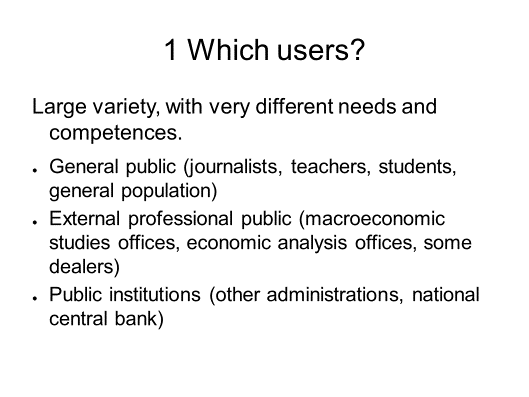 1 Which users?
Large variety, with very different needs and
competences.
• General public (journalists, teachers, students,
general population)
• External professional public (macroeconomic
studies offices, economic analysis offices, some
dealers)
• Public institutions (other administrations, national
central bank)